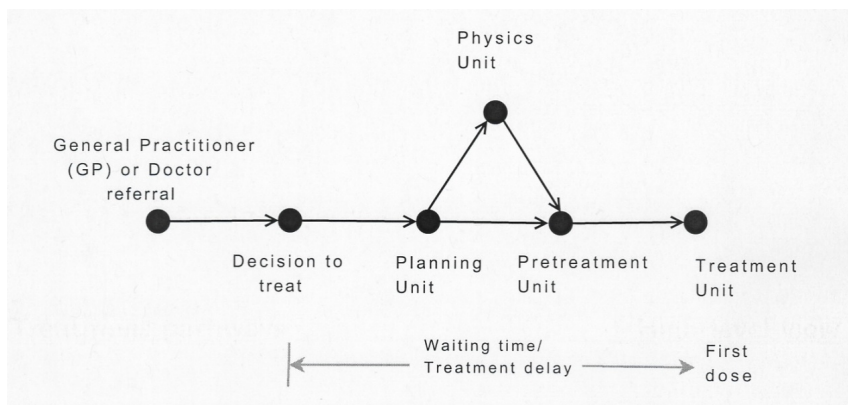 Physics
Unit
General Practitioner
(GP) or Doctor
referral
Decision to
treat
Planning
Unit
Pretreatment
Unit
Treatment
Unit
Waiting time/
Treatment delay
First
dose